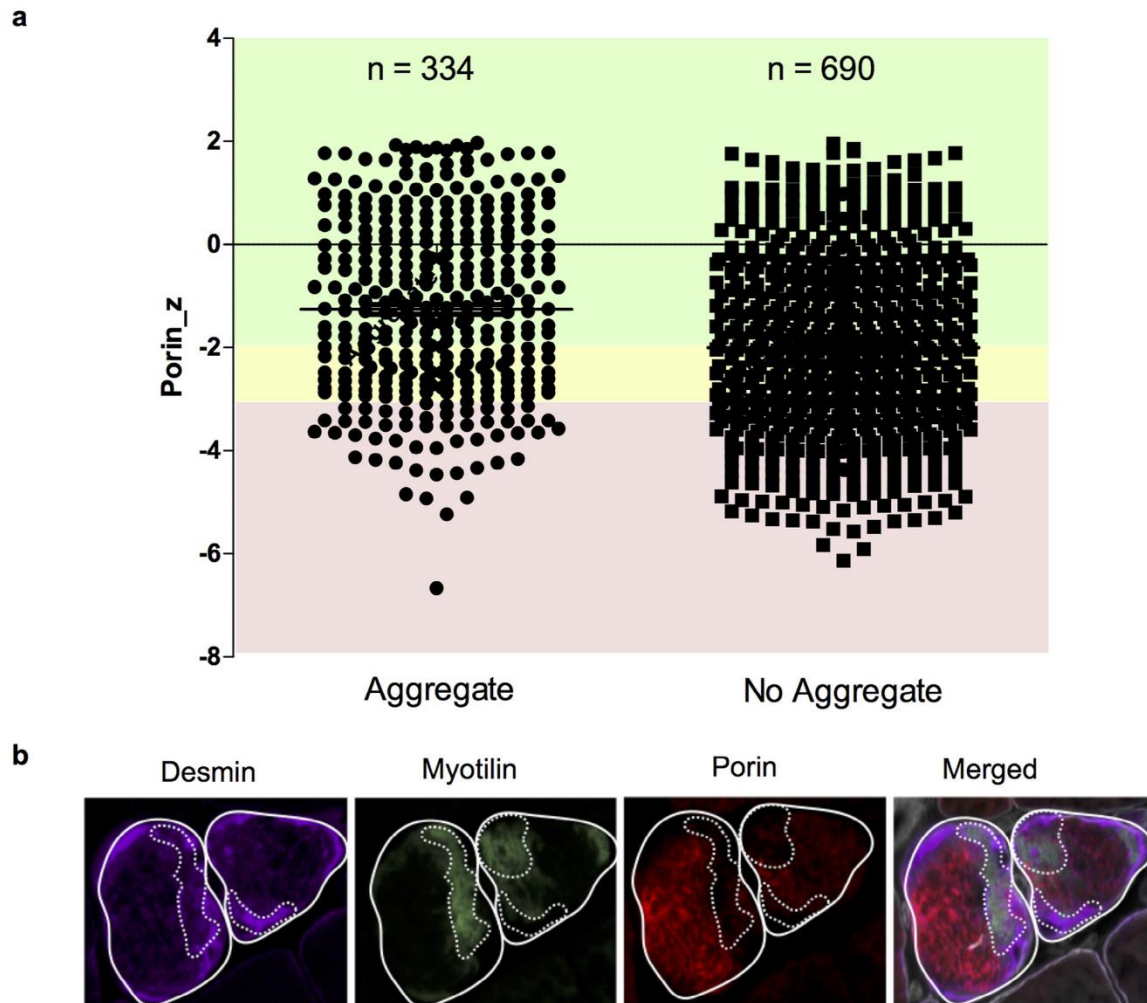 a
4
n = 334
n = 690
2
0
Porin_z
-2
-4
-6
-8
Aggregate
No Aggregate
b
Desmin
Myotilin
Porin
Merged